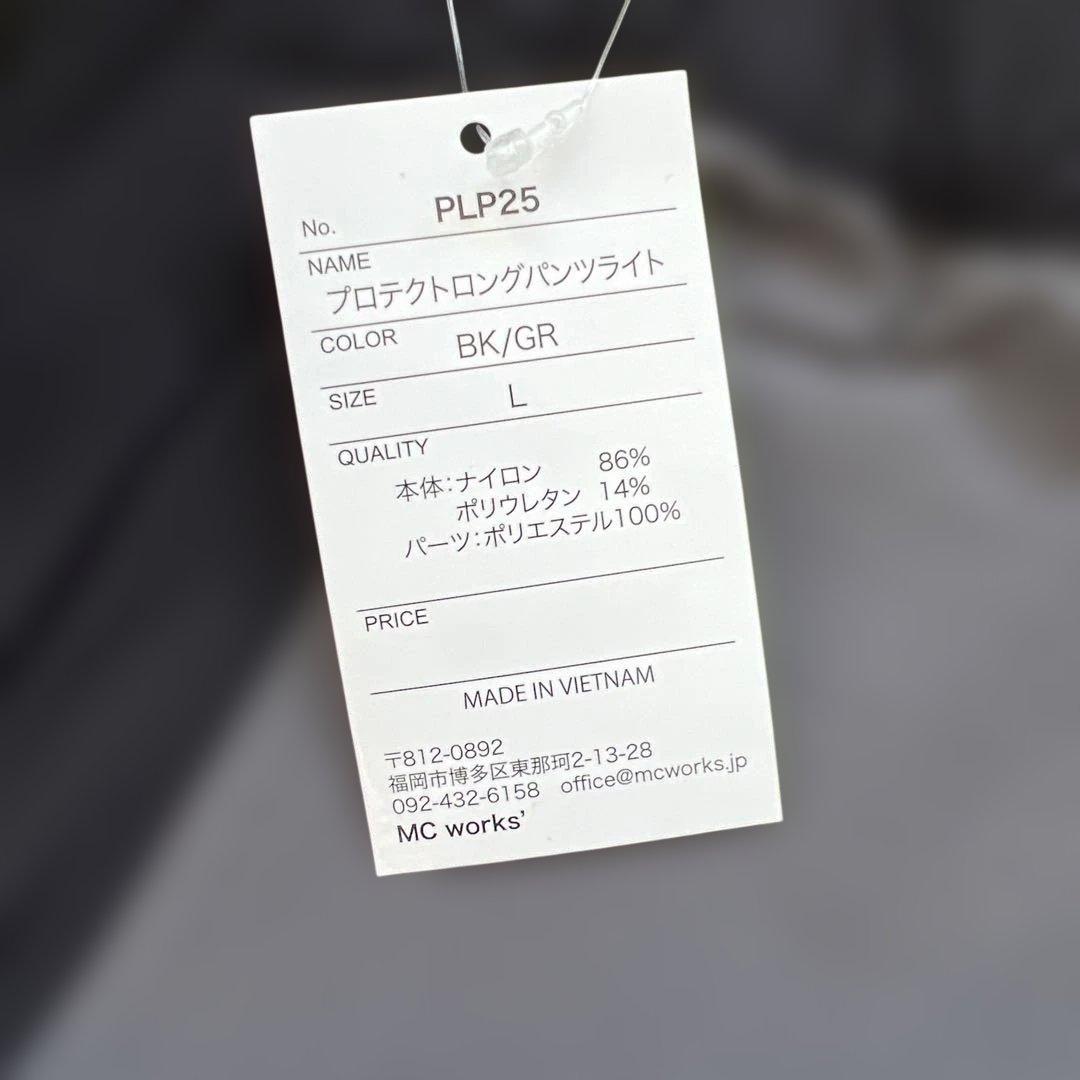 No. PLP25
NAME
プロテクトロングパンツライト
COLOR BK/GR
SIZE L
QUALITY
本体:ナイロン 86%
ポリウレタン 14%
パーツ:ポリエステル100%
PRICE
MADE IN VIETNAM
〒812-0892
福岡市博多区東那珂2-13-28
092-432-6158 office@mcworks.jp
MC works’